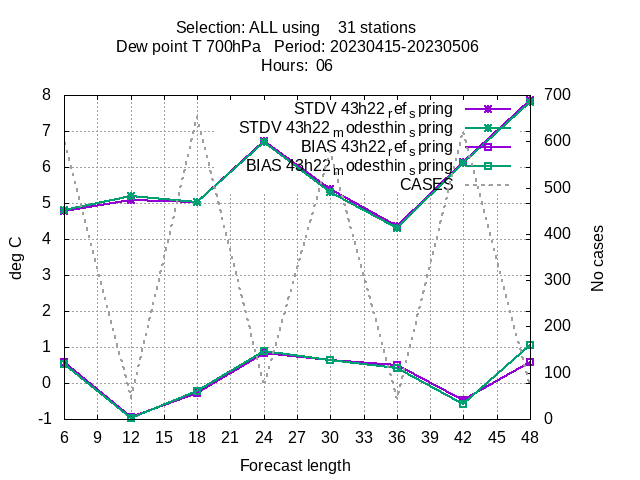 Selection: ALL using    31 stations
Dew point T 700hPa   Period: 20230415-20230506
Hours:  06
STDV 43h22_ref_spring
STDV 43h22_modesthin_spring
BIAS 43h22_ref_spring
BIAS 43h22_modesthin_spring
CASES
deg C
8
7
6
5
4
3
2
1
0
-1
700
600
500
400
300
200
100
0
No cases
6 9 12 15 18 21 24 27 30 33 36 39 42 45 48
Forecast length